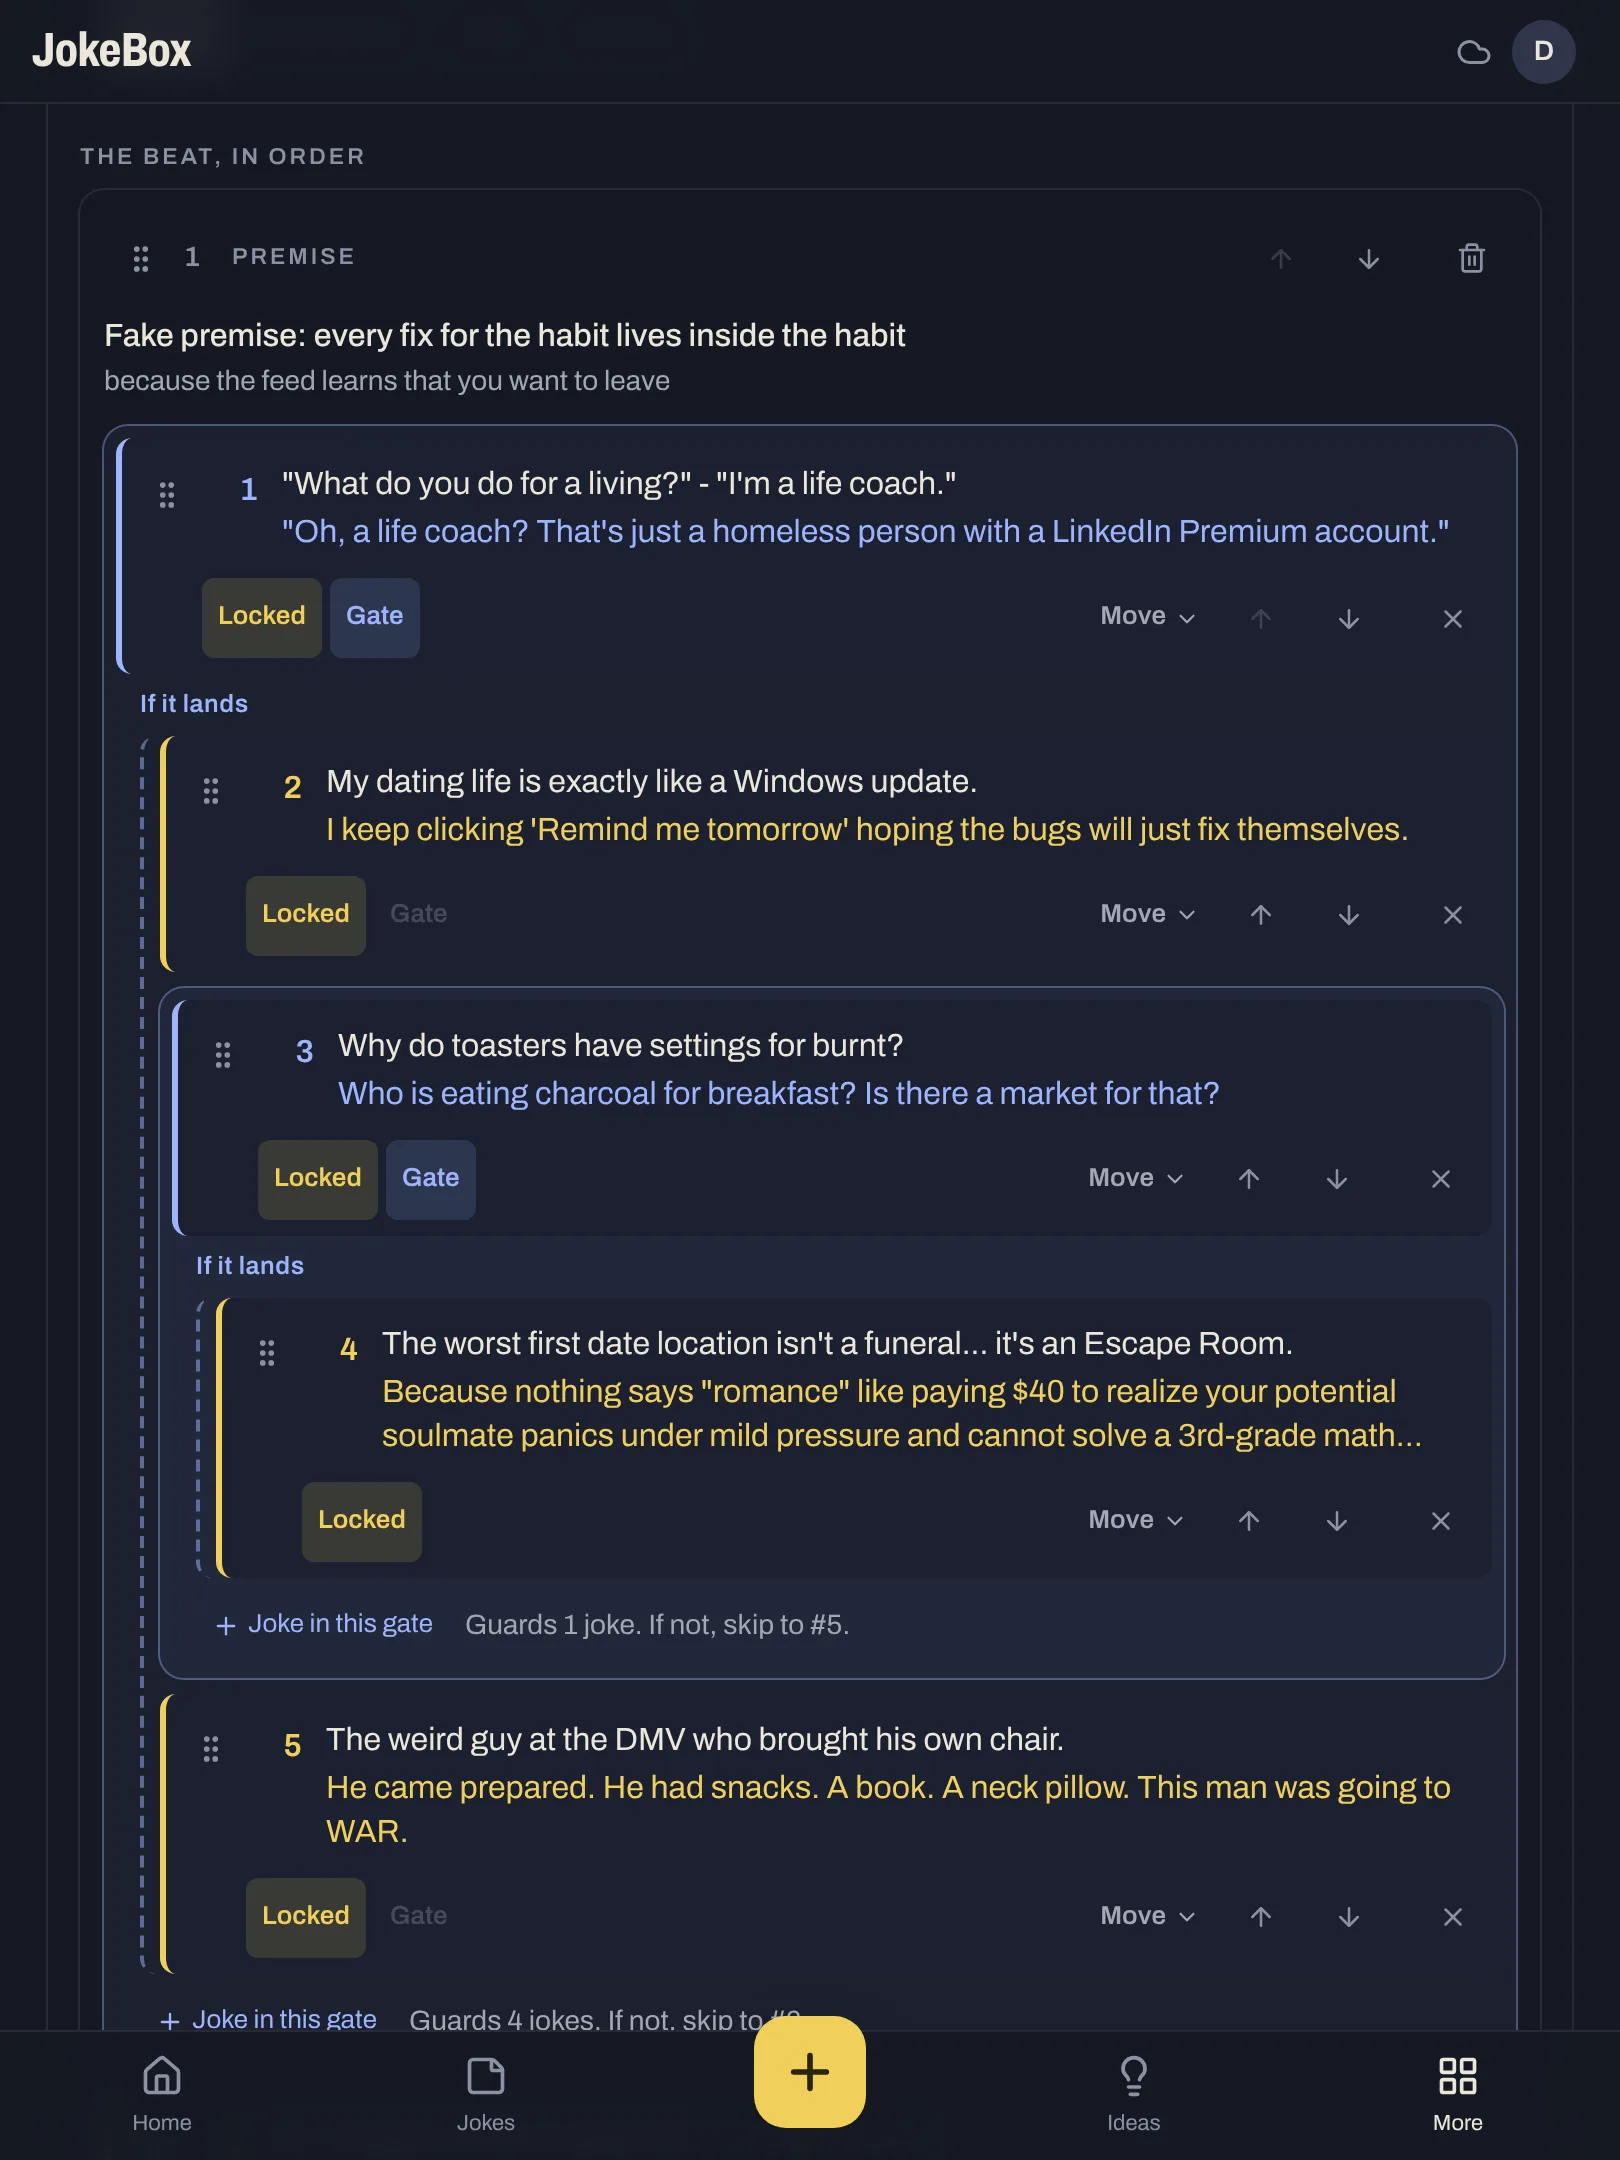 JokeBox
D
THE BEAT, IN ORDER
1 PREMISE
Fake premise: every fix for the habit lives inside the habit
because the feed learns that you want to leave
1 "What do you do for a living?" - "I'm a life coach."
"Oh, a life coach? That's just a homeless person with a LinkedIn Premium account."
Locked Gate Move
If it lands
2 My dating life is exactly like a Windows update.
I keep clicking 'Remind me tomorrow' hoping the bugs will just fix themselves.
Locked Gate Move
3 Why do toasters have settings for burnt?
Who is eating charcoal for breakfast? Is there a market for that?
Locked Gate Move
If it lands
4 The worst first date location isn't a funeral... it's an Escape Room.
Because nothing says "romance" like paying $40 to realize your potential
soulmate panics under mild pressure and cannot solve a 3rd-grade math...
Locked Move
+ Joke in this gate Guards 1 joke. If not, skip to #5.
5 The weird guy at the DMV who brought his own chair.
He came prepared. He had snacks. A book. A neck pillow. This man was going to
WAR.
Locked Gate Move
+ Joke in this gate Guards 4 jokes. If not, skip to
Home Jokes + Ideas More